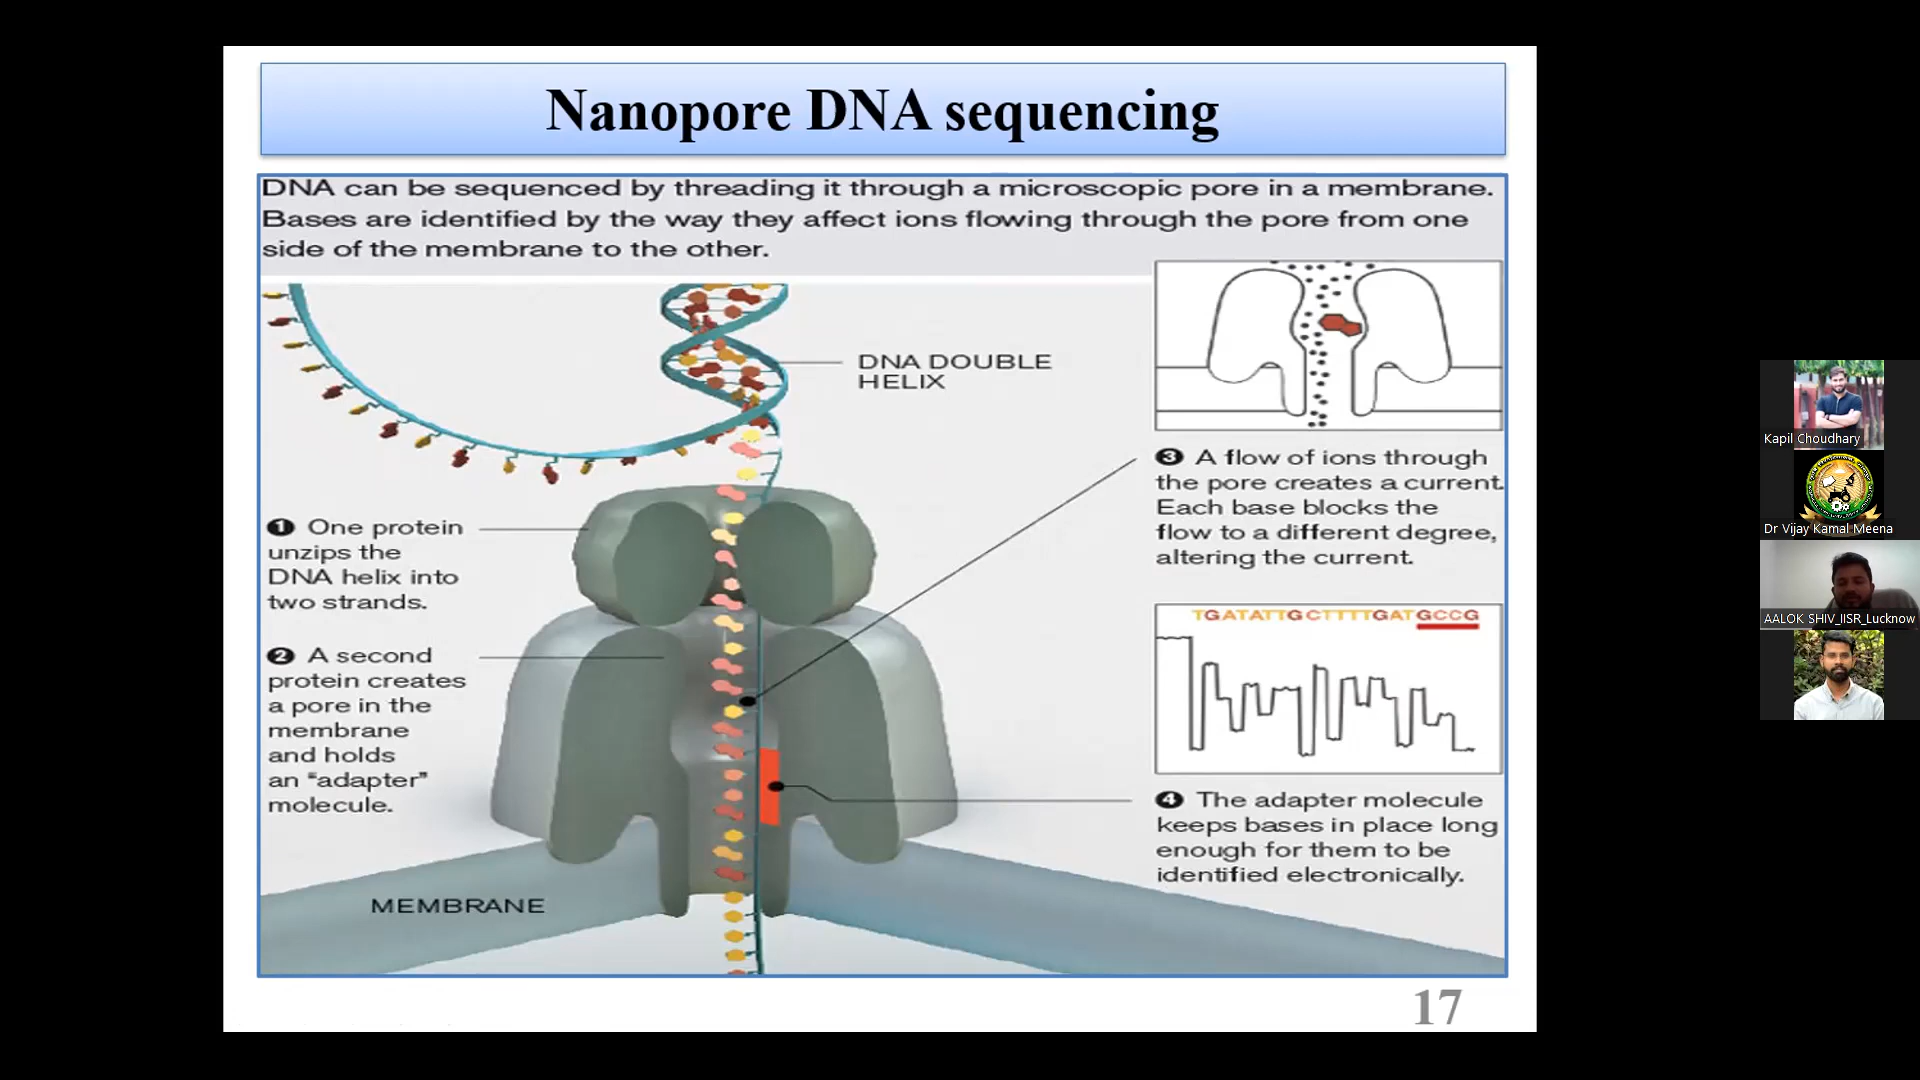 Nanopore DNA sequencing
DNA can be sequenced by threading it through a microscopic pore in a membrane.
Bases are identified by the way they affect ions flowing through the pore from one
side of the membrane to the other.
DNA DOUBLE
HELIX
❶ One protein
unzips the
DNA helix into
two strands.
❷ A second
protein creates
a pore in the
membrane
and holds
an “adapter”
molecule.
MEMBRANE
❸ A flow of ions through
the pore creates a current.
Each base blocks the
flow to a different degree,
altering the current.
TGATATTGCTTTTGATGCCG
❹ The adapter molecule
keeps bases in place long
enough for them to be
identified electronically.
17
Kapil Choudhary
Dr Vijay Kamal Meena
AALOK SHIV_IISR_Lucknow